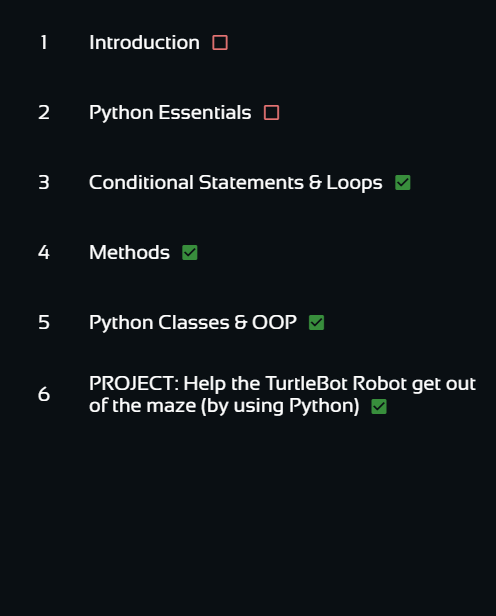 1 Introduction
2 Python Essentials
3 Conditional Statements & Loops
4 Methods
5 Python Classes & OOP
6 PROJECT: Help the TurtleBot Robot get out
of the maze (by using Python)